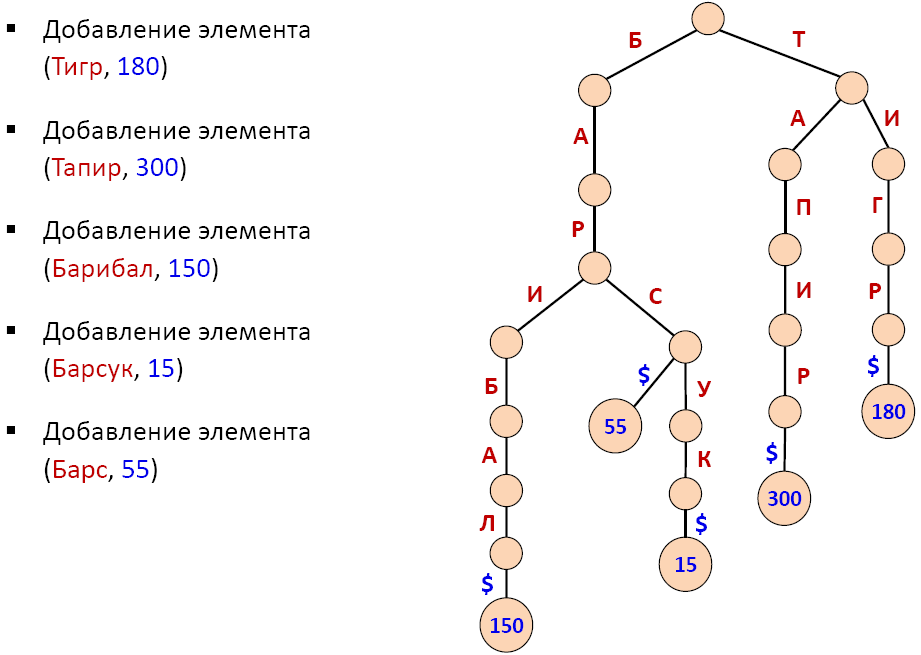 ▪ Добавление элемента
(Тигр, 180)
▪ Добавление элемента
(Тапир, 300)
▪ Добавление элемента
(Барибал, 150)
▪ Добавление элемента
(Барсук, 15)
▪ Добавление элемента
(Барс, 55)
Б Т
А И
А
П Г
Р
И С И Р
$ $
Б У Р
55 180
А К $
300
Л $
15
$
150